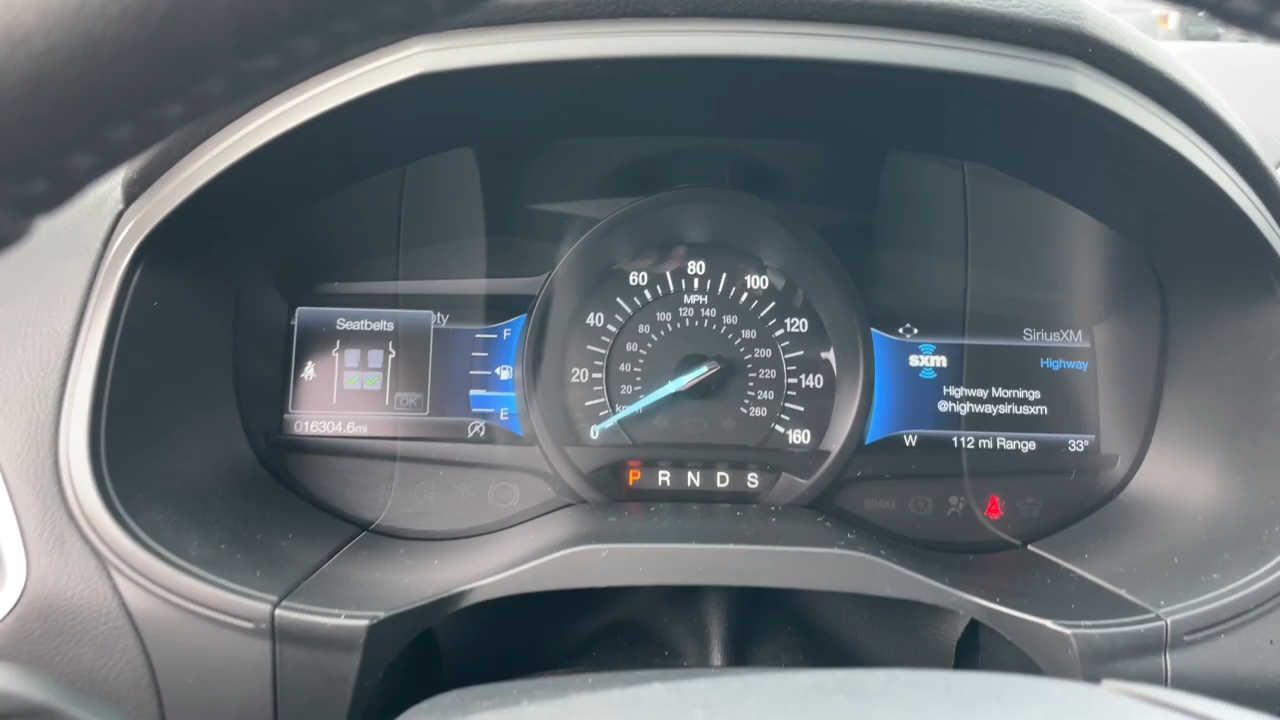 Seatbelts
ty
OK
016304.6mi
F
E
0
20
40
60
80
100
120
140
160
MPH
20
40
60
80
100
120
140
160
180
200
220
240
260
km/h
P R N D S
SiriusXM
sxm
Highway
Highway Mornings
@highwaysiriusxm
W 112 mi Range 33°
BRAKE